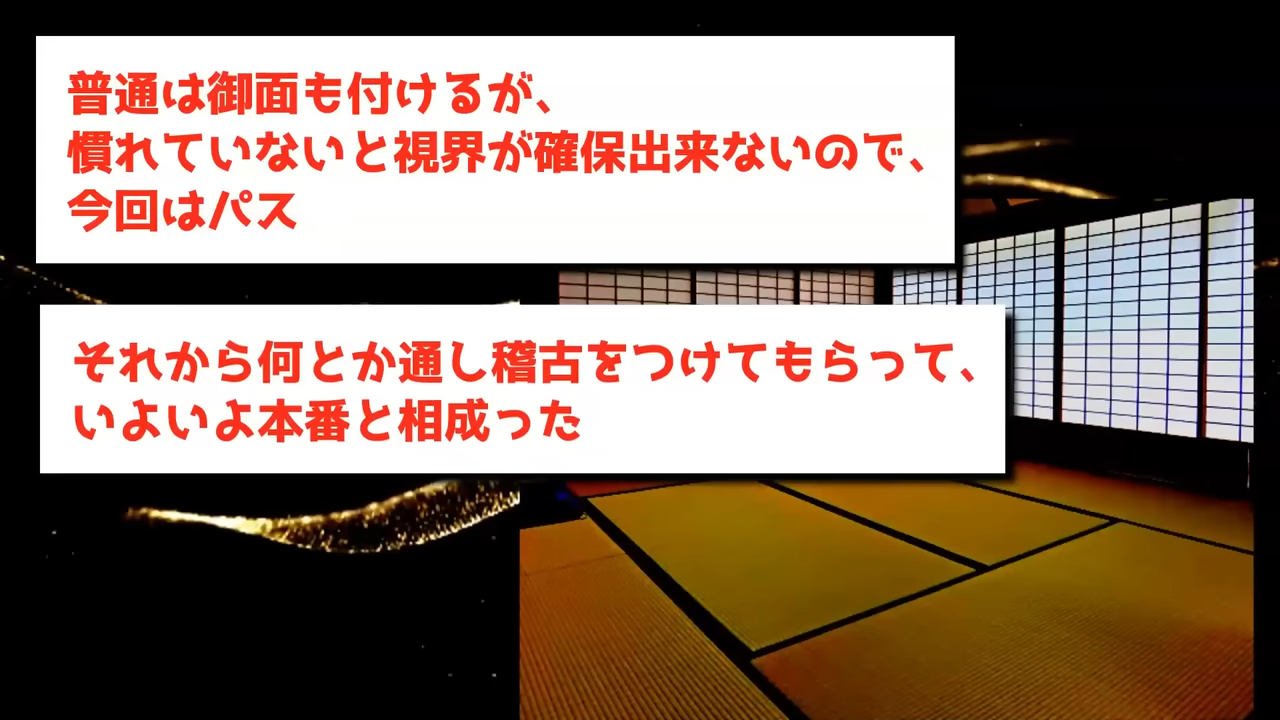 普通は御面も付けるが、
慣れていないと視界が確保出来ないので、
今回はパス
それから何とか通し稽古をつけてもらって、
いよいよ本番と相成った